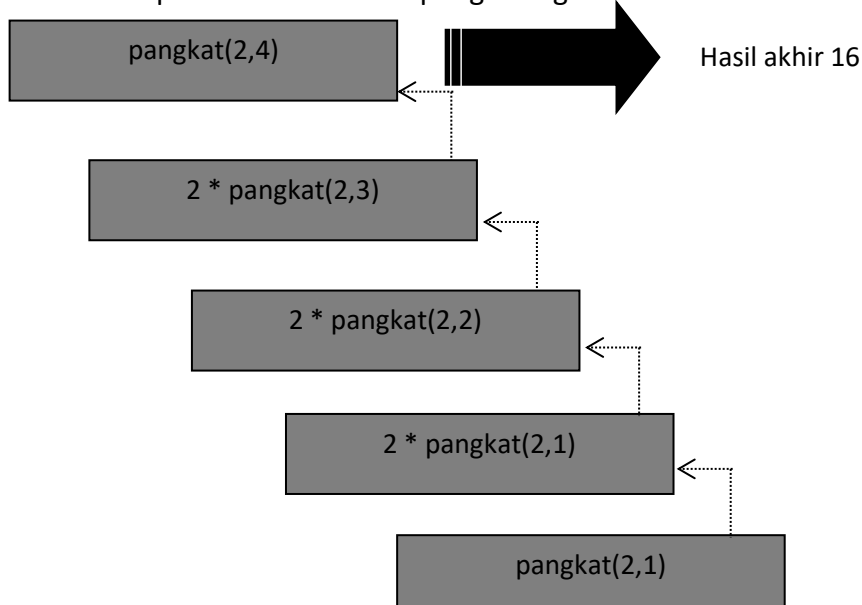 pangkat(2,4)
Hasil akhir 16
2 * pangkat(2,3)
2 * pangkat(2,2)
2 * pangkat(2,1)
pangkat(2,1)